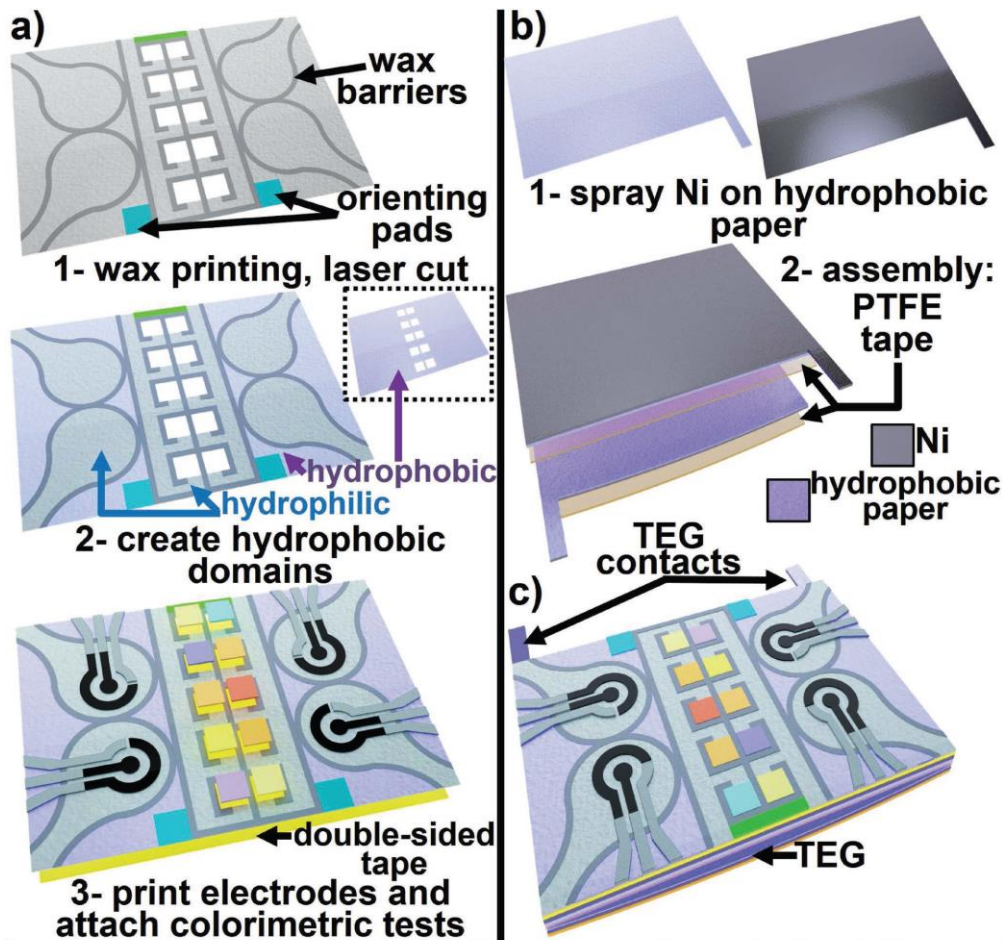 a)
wax
barriers
orienting
pads
1- wax printing, laser cut
hydrophobic
hydrophilic
2- create hydrophobic
domains
double-sided
tape
3- print electrodes and
attach colorimetric tests
b)
1- spray Ni on hydrophobic
paper
2- assembly:
PTFE
tape
Ni
hydrophobic
paper
TEG
contacts
c)
TEG